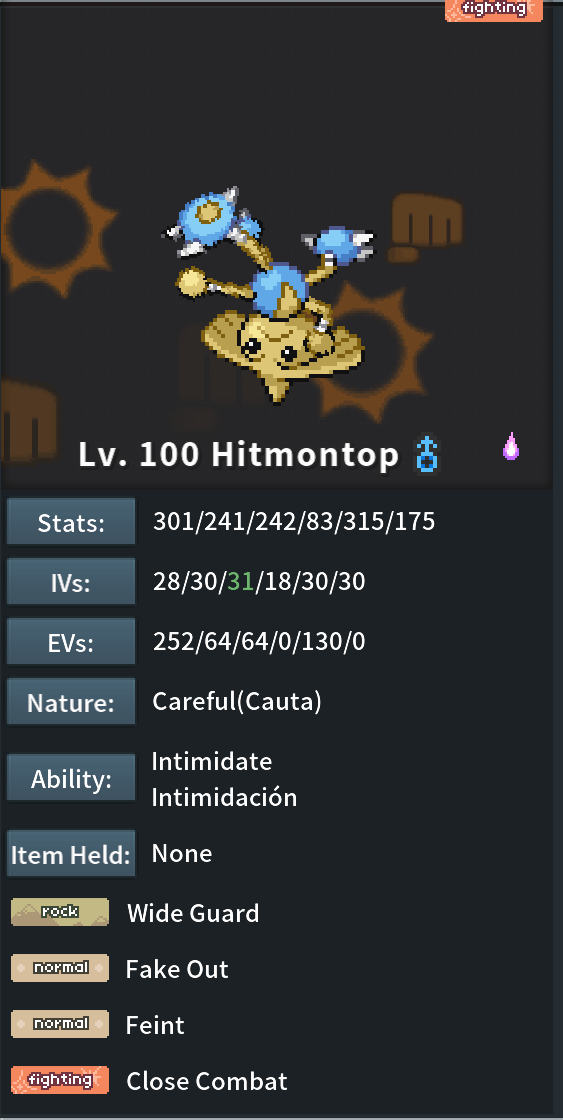 fighting
Lv. 100 Hitmontop
Stats: 301/241/242/83/315/175
IVs: 28/30/31/18/30/30
EVs: 252/64/64/0/130/0
Nature: Careful(Cauta)
Ability: Intimidate
Intimidación
Item Held: None
rock Wide Guard
normal Fake Out
normal Feint
fighting Close Combat